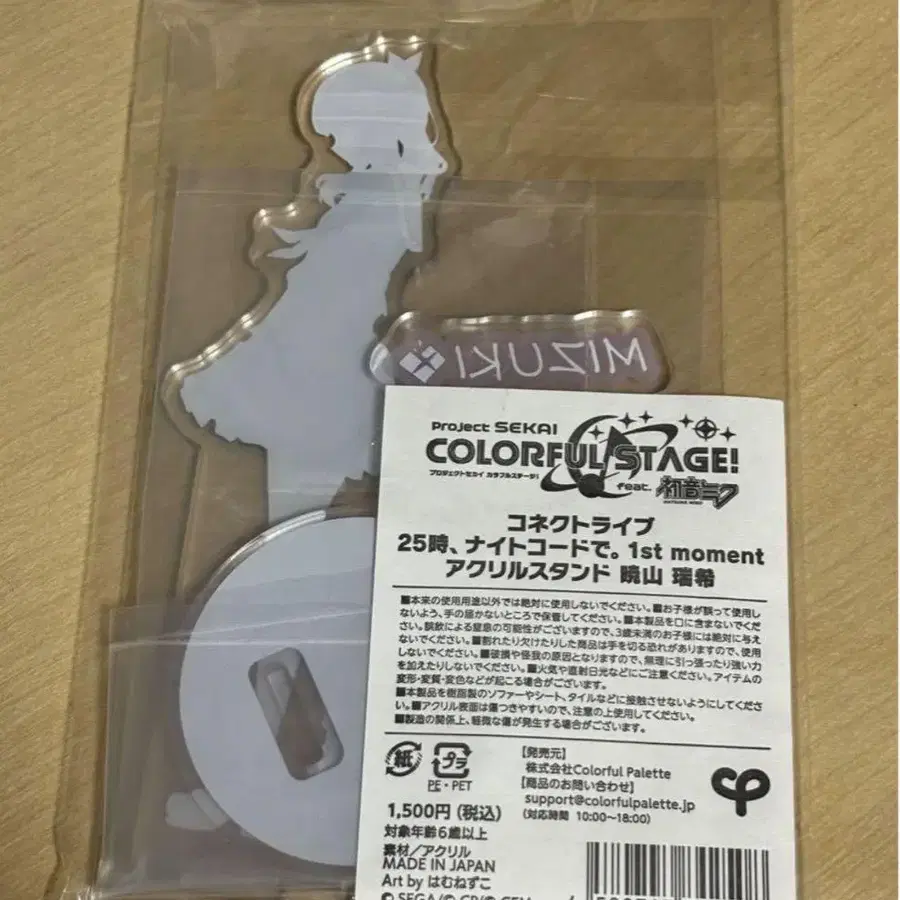 MIZUKI
Project SEKAI
COLORFUL STAGE!
プロジェクトセカイ カラフルステージ!
feat. 初音ミク
HATSUNE MIKU
コネクトライブ
25時、ナイトコードで。1st moment
アクリルスタンド 暁山 瑞希
■本来の使用用途以外では絶対に使用しないでください。■お子様が誤って使用し
ないよう、手の届かないところで保管してください。■本製品を口に含まないでくだ
さい。誤飲による窒息の可能性がございますので、3歳未満のお子様には絶対に与え
ないでください。■割れたり欠けたりした商品は手を切る恐れがありますので、使用
しないでください。■破損や怪我の原因となりますので、無理に引っ張ったり強い力
を加えたりしないでください。■火気や直射日光などにご注意ください。アイテムの
変形・変質・変色などが起こる場合がございます。
■本製品を樹脂製のソファーやシート、タイルなどに接触させないようにしてくださ
い。■アクリル表面は傷つきやすいので、注意の上使用してください。
■製造の関係上、軽微な傷が発生する場合がございます。
紙 プラ
PE・PET
【発売元】
株式会社Colorful Palette
【商品のお問い合わせ】
support@colorfulpalette.jp
(対応時間 10:00~18:00)
1,500円(税込)
対象年齢6歳以上
素材/アクリル
MADE IN JAPAN
Art by はむねずこ
© SEGA/© CP/© CFM